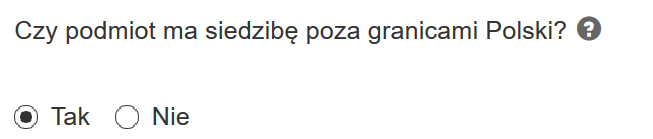 Czy podmiot ma siedzibę poza granicami Polski? ?
Tak Nie